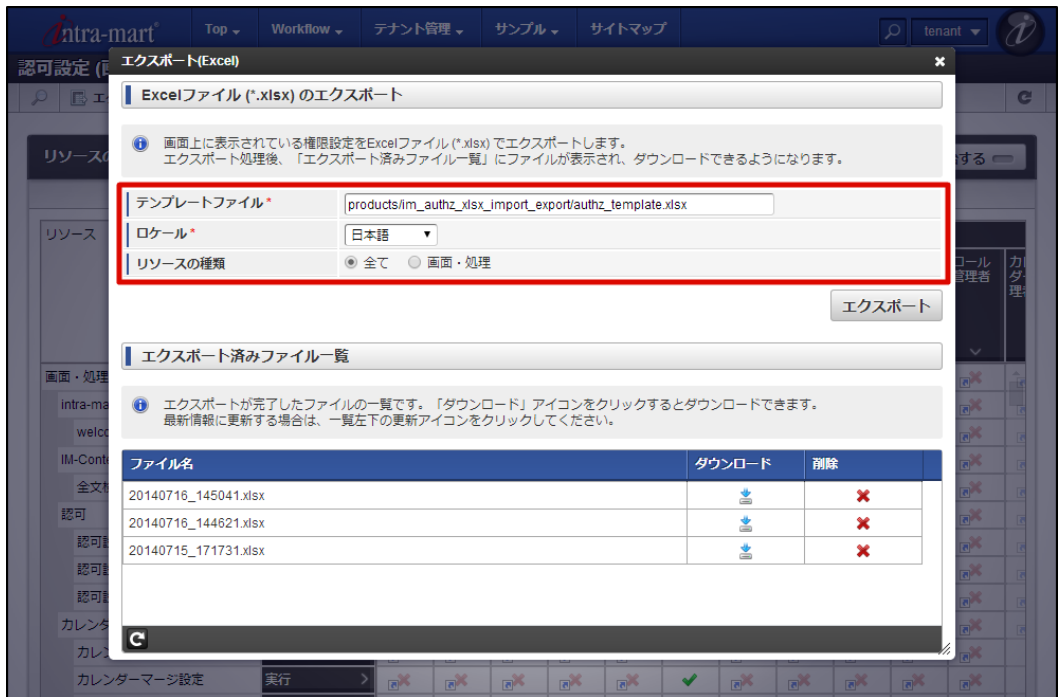 intra-mart
Top
Workflow
テナント管理
サンプル
サイトマップ
tenant
認可設定
エクスポート(Excel)
Excelファイル (*.xlsx) のエクスポート
画面上に表示されている権限設定をExcelファイル (*.xlsx) でエクスポートします。
エクスポート処理後、「エクスポート済みファイル一覧」にファイルが表示され、ダウンロードできるようになります。
テンプレートファイル*
products/im_authz_xlsx_import_export/authz_template.xlsx
ロケール*
日本語
リソースの種類
全て
画面・処理
エクスポート
エクスポート済みファイル一覧
エクスポートが完了したファイルの一覧です。「ダウンロード」アイコンをクリックするとダウンロードできます。
最新情報に更新する場合は、一覧左下の更新アイコンをクリックしてください。
ファイル名 ダウンロード 削除
20140716_145041.xlsx
20140716_144621.xlsx
20140715_171731.xlsx
リソース
画面・処理
認可
カレンダーマージ設定
実行
ロール
管理者